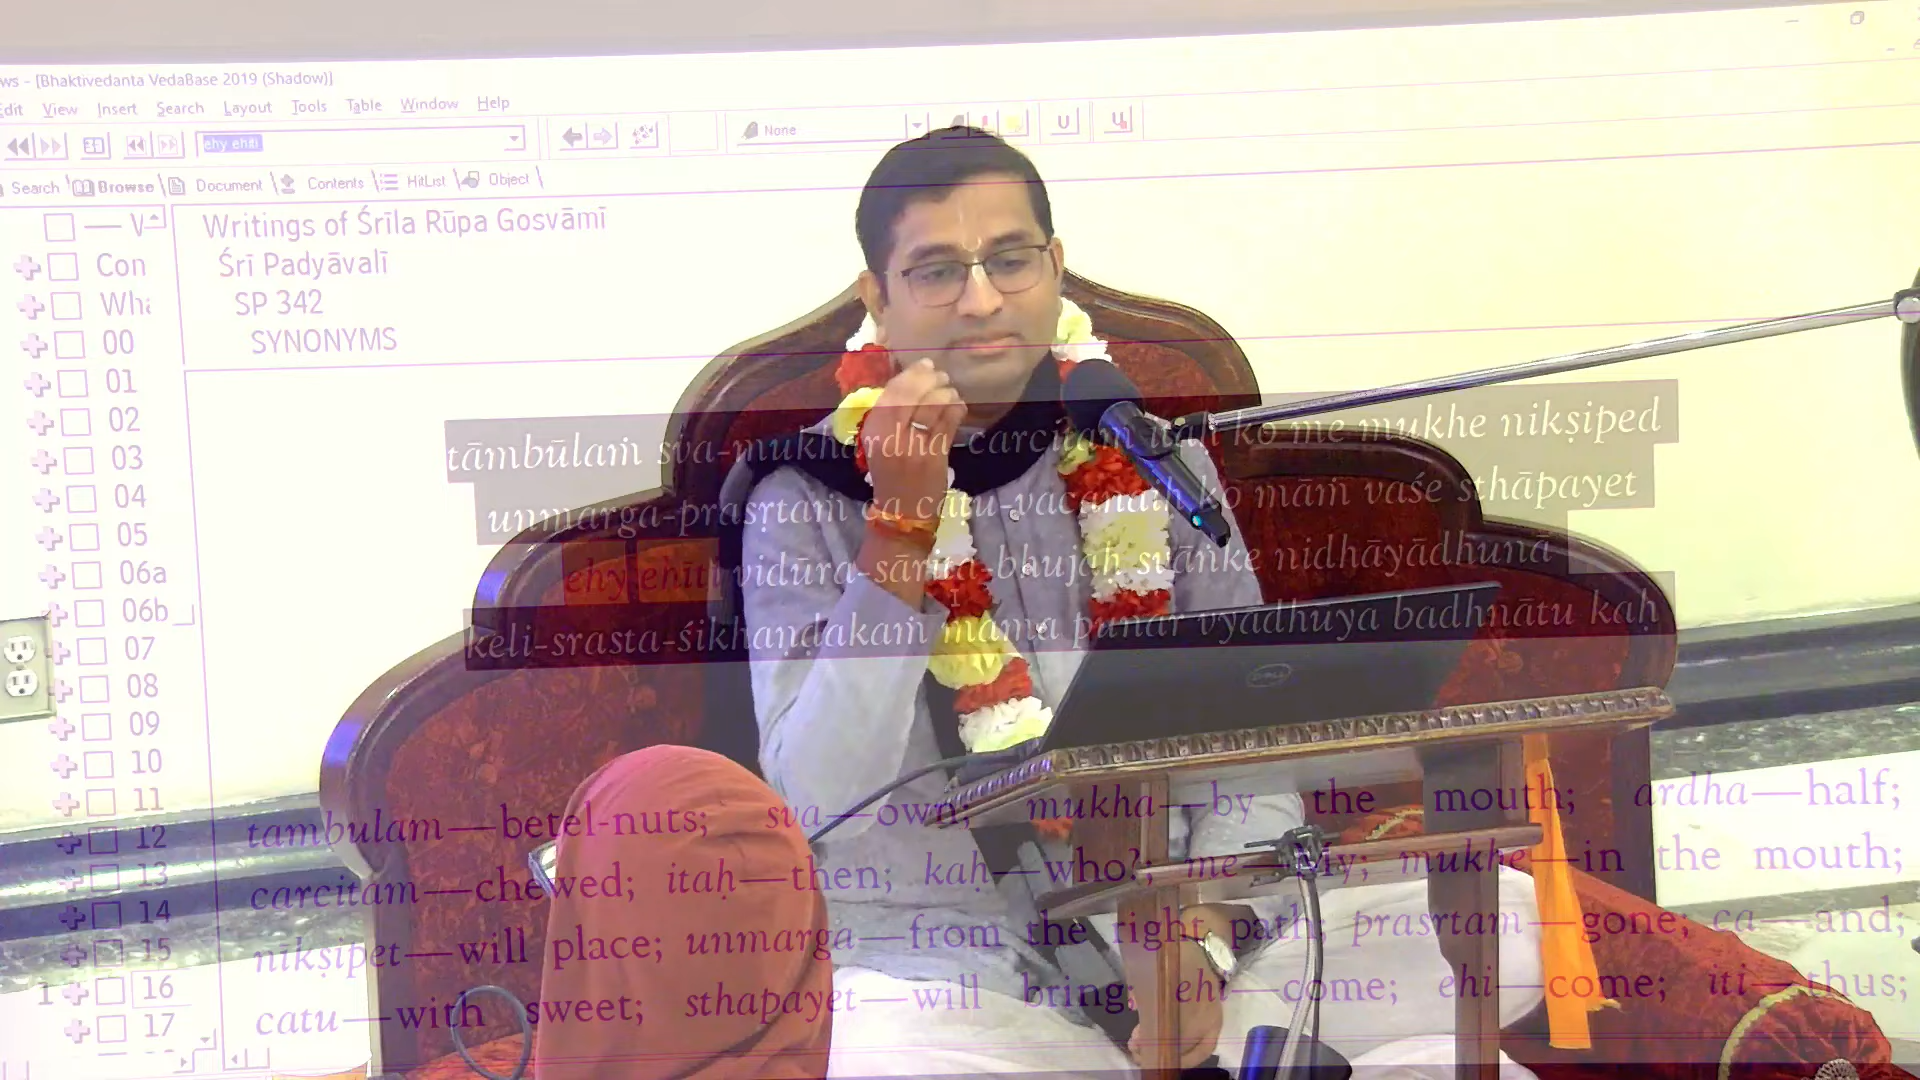 ws - [Bhaktivedanta VedaBase 2019 (Shadow)]
Edit View Insert Search Layout Tools Table Window Help
ehy ehīti
None
U
Search Browse Document Contents HitList Object
Writings of Śrīla Rūpa Gosvāmī
Con
Śrī Padyāvalī
SP 342
00
SYNONYMS
01
02
tāmbūlaṁ sva-mukhārdha-carcitam itaḥ ko me mukhe nikṣiped
03
04
unmarga-prasṛtaṁ ca cātu-vacanaiḥ ko māṁ vaśe sthāpayet
05
ehy ehīti vidūra-sārita-bhujaḥ svāṅke nidhāyādhunā
06a
06b
keli-srasta-śikhaṇḍakaṁ mama punar vyadhuya badhnātu kaḥ
07
08
DELL
09
10
11
tambulam—betel-nuts; sva—own; mukha—by the mouth; ardha—half;
12
13
carcitam—chewed; itaḥ—then; kaḥ—who?; me—My; mukhe—in the mouth;
14
15
nikṣipet—will place; unmarga—from the right path; prasrtam—gone; ca—and;
1 16
catu—with sweet; sthapayet—will bring; ehi—come; ehi—come; iti—thus;
17